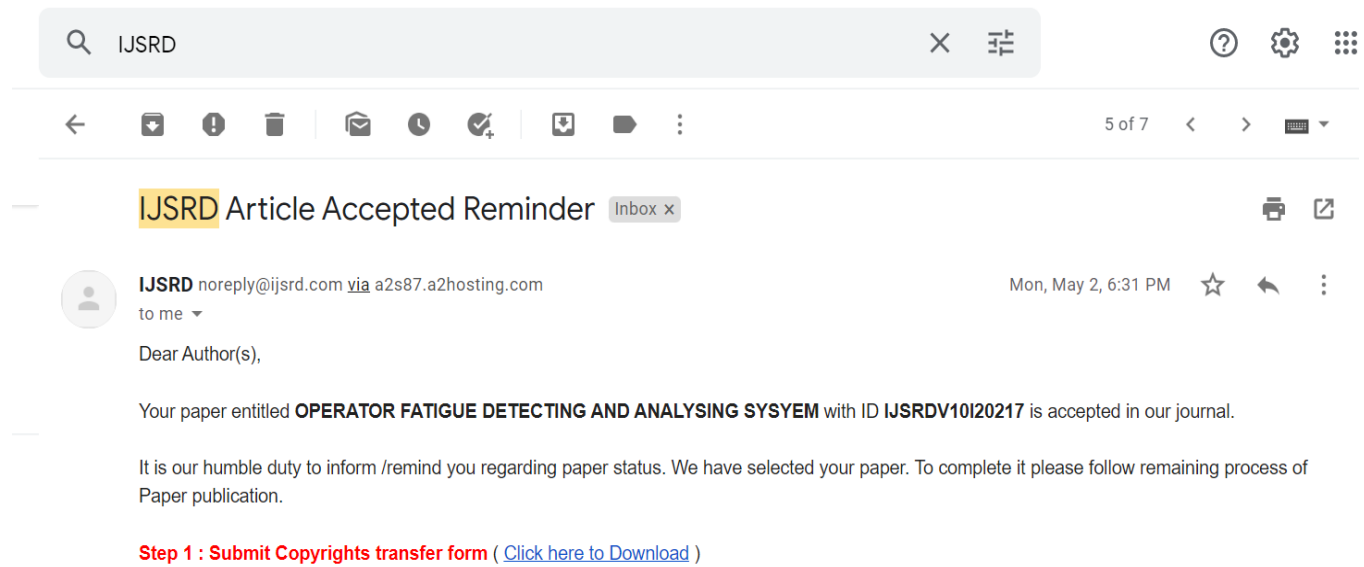 IJSRD
5 of 7
IJSRD Article Accepted Reminder Inbox x
IJSRD noreply@ijsrd.com via a2s87.a2hosting.com Mon, May 2, 6:31 PM
to me
Dear Author(s),
Your paper entitled OPERATOR FATIGUE DETECTING AND ANALYSING SYSYEM with ID IJSRDV10I20217 is accepted in our journal.
It is our humble duty to inform /remind you regarding paper status. We have selected your paper. To complete it please follow remaining process of
Paper publication.
Step 1 : Submit Copyrights transfer form ( Click here to Download )